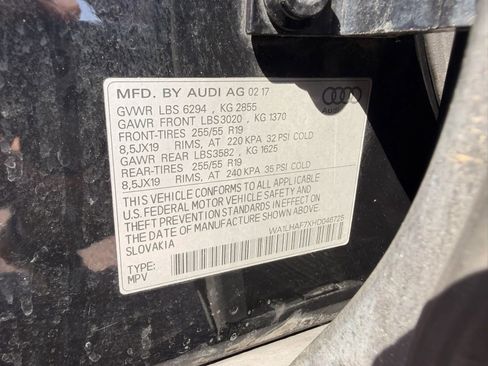 MFD. BY AUDI AG 02 17
GVWR LBS 6294 , KG 2855
GAWR FRONT LBS3020 , KG 1370
FRONT-TIRES 255/55 R19
8,5JX19 RIMS, AT 220 KPA 32 PSI COLD
GAWR REAR LBS3582 , KG 1625
REAR-TIRES 255/55 R19
8,5JX19 RIMS, AT 240 KPA 35 PSI COLD
THIS VEHICLE CONFORMS TO ALL APPLICABLE
U.S. FEDERAL MOTOR VEHICLE SAFETY AND
THEFT PREVENTION STANDARDS IN EFFECT ON
THE DATE OF MANUFACTURE SHOWN ABOVE.
SLOVAKIA
WA1LHAF7XHD046725
TYPE:
MPV